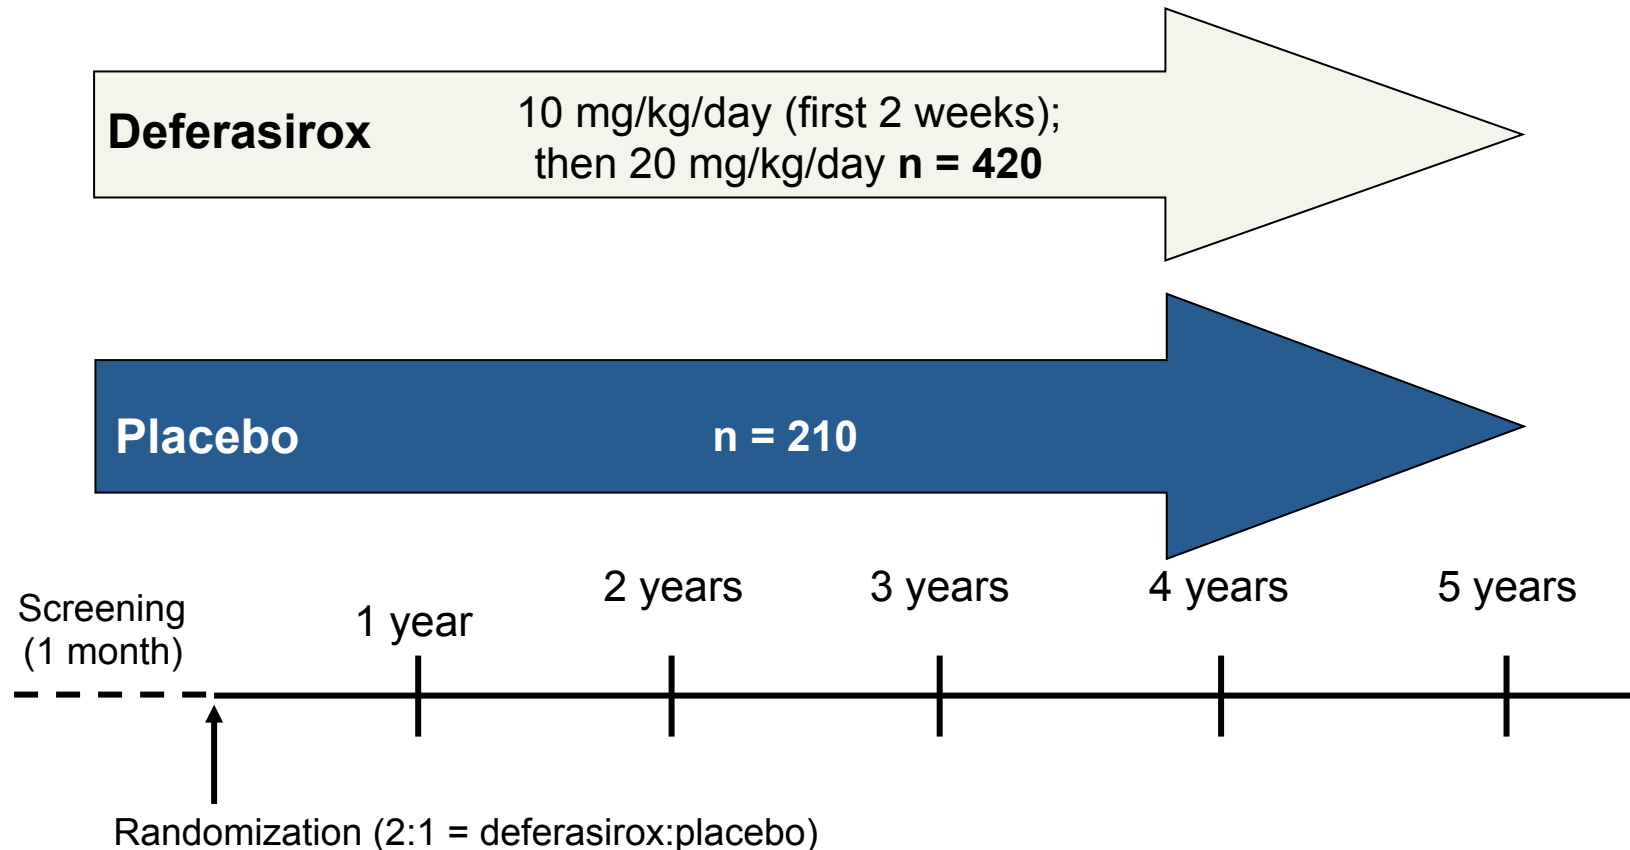 Deferasirox
10 mg/kg/day (first 2 weeks);
then 20 mg/kg/day n = 420
Placebo
n = 210
Screening
(1 month)
1 year
2 years
3 years
4 years
5 years
Randomization (2:1 = deferasirox:placebo)